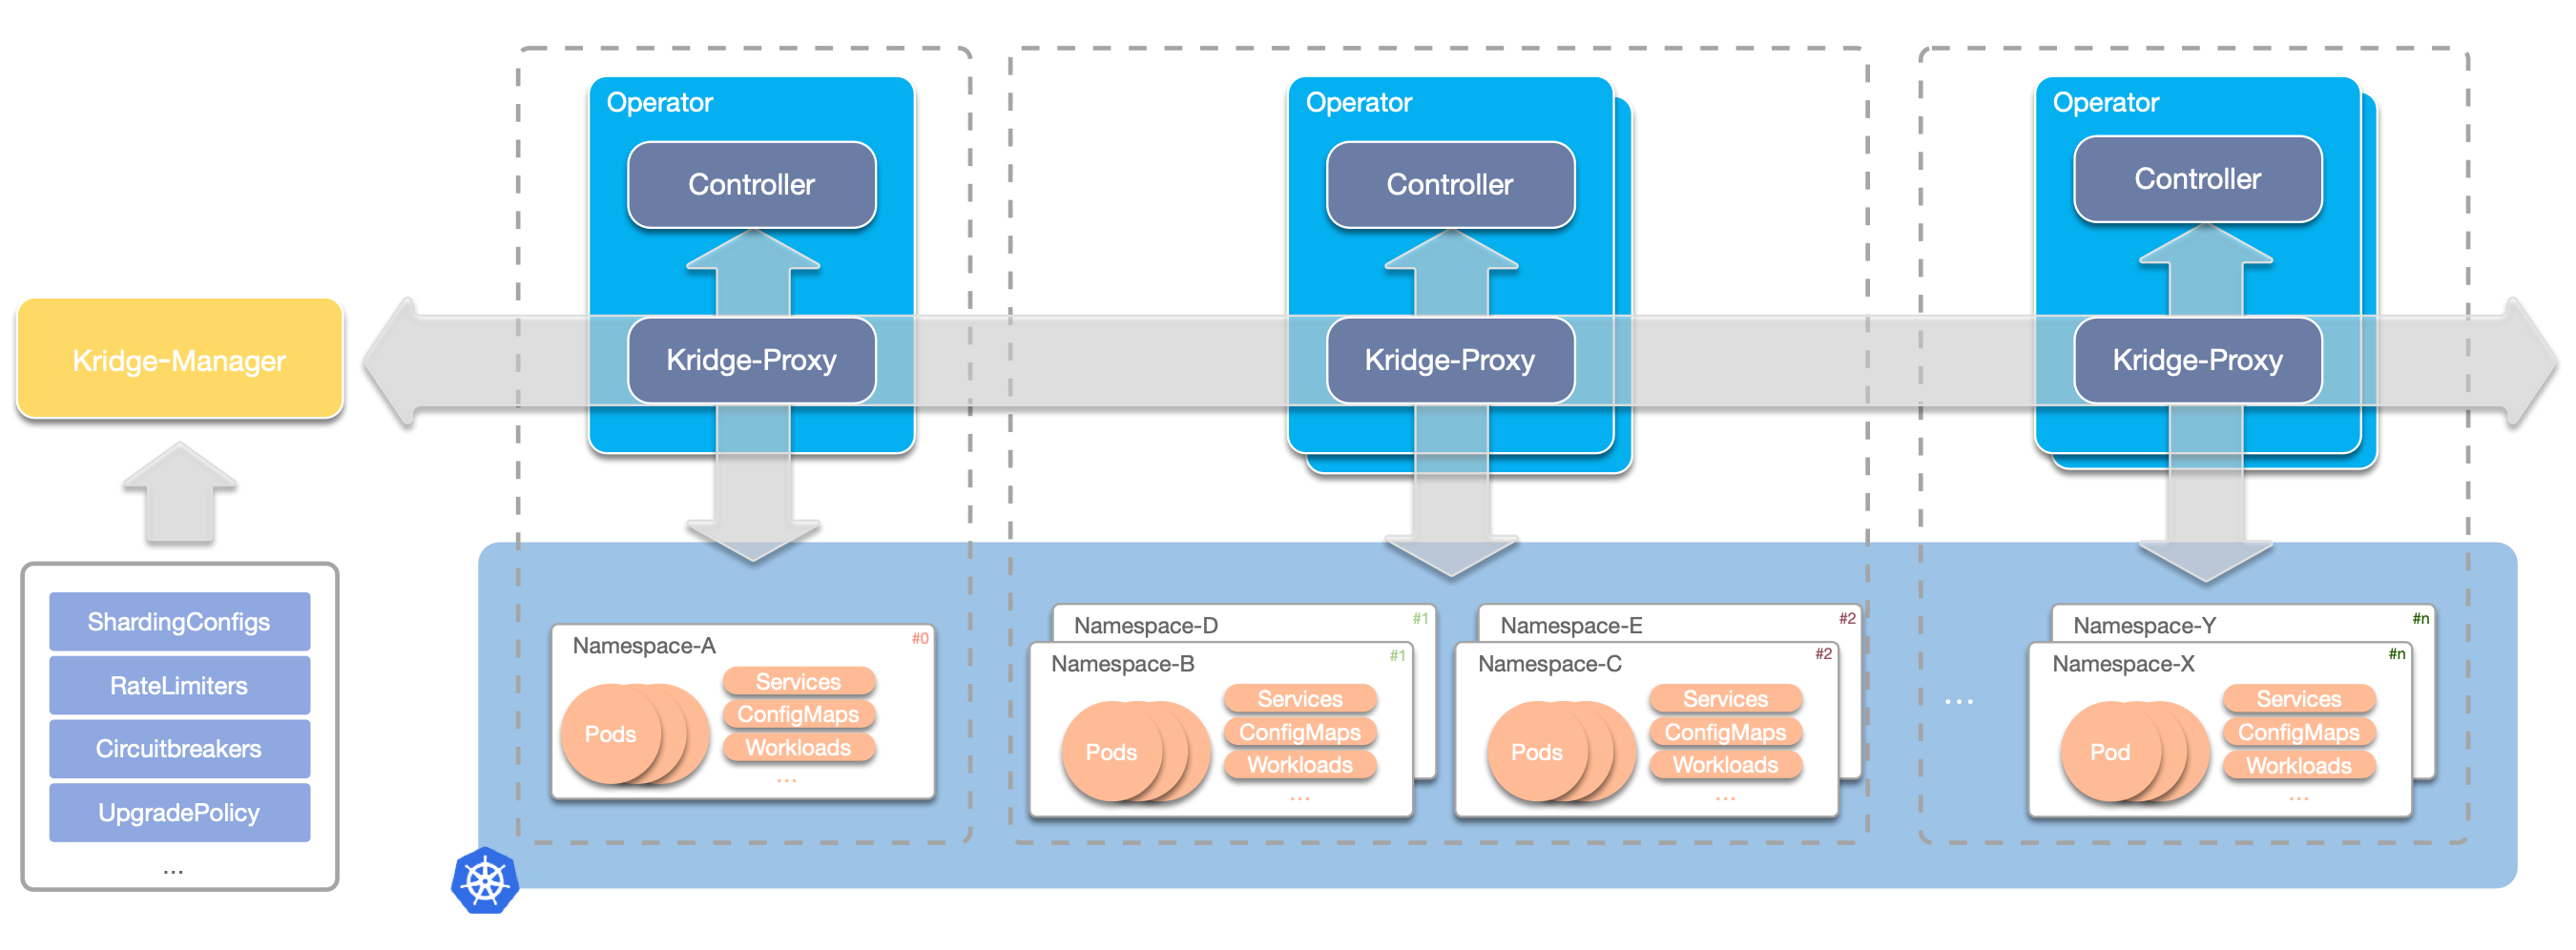 Operator
Controller
Kridge-Proxy
Operator
Controller
Kridge-Proxy
Operator
Controller
Kridge-Proxy
Kridge-Manager
ShardingConfigs
RateLimiters
Circuitbreakers
UpgradePolicy
...
Namespace-A #0
Pods
Services
ConfigMaps
Workloads
...
Namespace-D #1
Namespace-B #1
Pods
Services
ConfigMaps
Workloads
...
Namespace-E #2
Namespace-C #2
Pods
Services
ConfigMaps
Workloads
...
...
Namespace-Y #n
Namespace-X #n
Pod
Services
ConfigMaps
Workloads
...